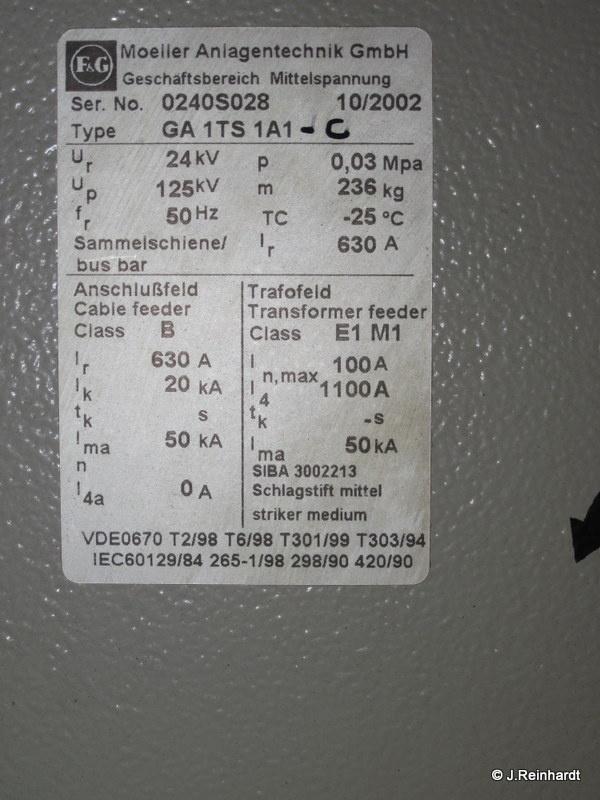 F&G Moeller Anlagentechnik GmbH
Geschäftsbereich Mittelspannung
Ser. No. 0240S028 10/2002
Type GA 1TS 1A1 - C
Ur 24 kV p 0,03 Mpa
Up 125 kV m 236 kg
fr 50 Hz TC -25 °C
Sammelschiene/ Ir 630 A
bus bar
Anschlußfeld
Cable feeder
Class B
Ir 630 A
Ik 20 kA
tk s
Ima 50 kA
n
I4a 0 A
Trafofeld
Transformer feeder
Class E1 M1
I n,max 100 A
I4 1100 A
tk -s
Ima 50 kA
SIBA 3002213
Schlagstift mittel
striker medium
VDE0670 T2/98 T6/98 T301/99 T303/94
IEC60129/84 265-1/98 298/90 420/90
© J.Reinhardt